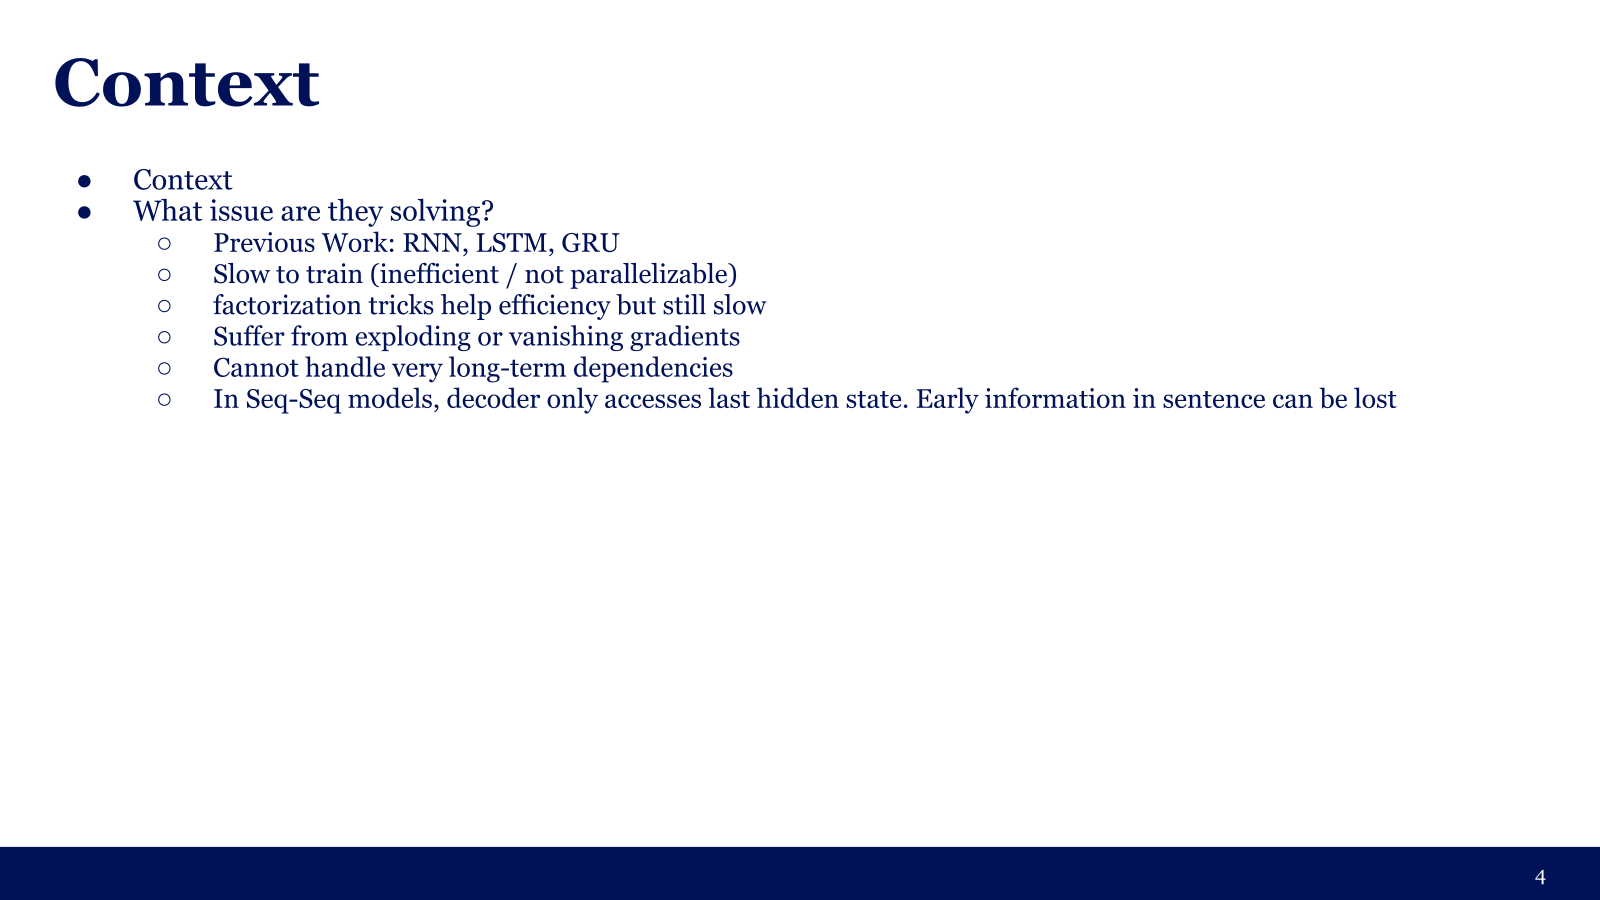 Context
● Context
● What issue are they solving?
○ Previous Work: RNN, LSTM, GRU
○ Slow to train (inefficient / not parallelizable)
○ factorization tricks help efficiency but still slow
○ Suffer from exploding or vanishing gradients
○ Cannot handle very long-term dependencies
○ In Seq-Seq models, decoder only accesses last hidden state. Early information in sentence can be lost
4